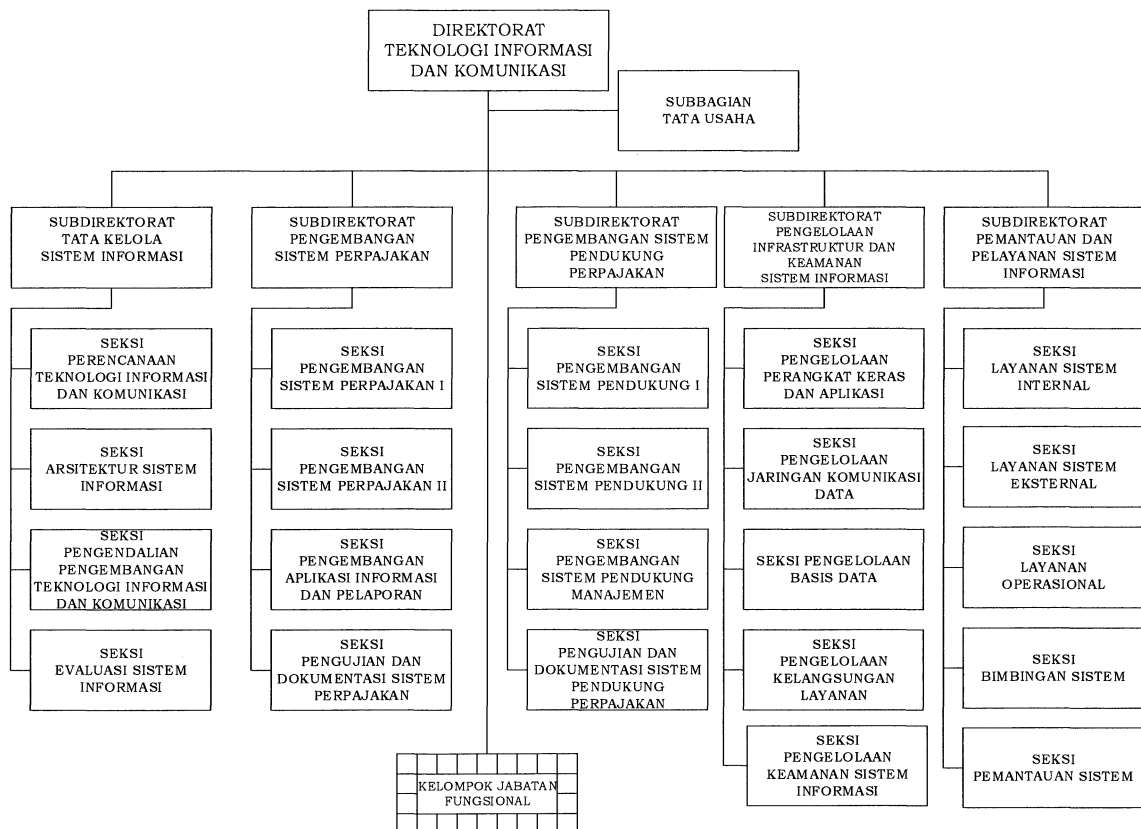 DIREKTORAT
TEKNOLOGI INFORMASI
DAN KOMUNIKASI
SUBBAGIAN
TATA USAHA
SUBDIREKTORAT
TATA KELOLA
SISTEM INFORMASI
SEKSI
PERENCANAAN
TEKNOLOGI INFORMASI
DAN KOMUNIKASI
SEKSI
ARSITEKTUR SISTEM
INFORMASI
SEKSI
PENGENDALIAN
PENGEMBANGAN
TEKNOLOGI INFORMASI
DAN KOMUNIKASI
SEKSI
EVALUASI SISTEM
INFORMASI
SUBDIREKTORAT
PENGEMBANGAN
SISTEM PERPAJAKAN
SEKSI
PENGEMBANGAN
SISTEM PERPAJAKAN I
SEKSI
PENGEMBANGAN
SISTEM PERPAJAKAN II
SEKSI
PENGEMBANGAN
APLIKASI INFORMASI
DAN PELAPORAN
SEKSI
PENGUJIAN DAN
DOKUMENTASI SISTEM
PERPAJAKAN
SUBDIREKTORAT
PENGEMBANGAN SISTEM
PENDUKUNG
PERPAJAKAN
SEKSI
PENGEMBANGAN
SISTEM PENDUKUNG I
SEKSI
PENGEMBANGAN
SISTEM PENDUKUNG II
SEKSI
PENGEMBANGAN
SISTEM PENDUKUNG
MANAJEMEN
SEKSI
PENGUJIAN DAN
DOKUMENTASI SISTEM
PENDUKUNG
PERPAJAKAN
SUBDIREKTORAT
PENGELOLAAN
INFRASTRUKTUR DAN
KEAMANAN
SISTEM INFORMASI
SEKSI
PENGELOLAAN
PERANGKAT KERAS
DAN APLIKASI
SEKSI
PENGELOLAAN
JARINGAN KOMUNIKASI
DATA
SEKSI PENGELOLAAN
BASIS DATA
SEKSI
PENGELOLAAN
KELANGSUNGAN
LAYANAN
SEKSI
PENGELOLAAN
KEAMANAN SISTEM
INFORMASI
SUBDIREKTORAT
PEMANTAUAN DAN
PELAYANAN SISTEM
INFORMASI
SEKSI
LAYANAN SISTEM
INTERNAL
SEKSI
LAYANAN SISTEM
EKSTERNAL
SEKSI
LAYANAN
OPERASIONAL
SEKSI
BIMBINGAN SISTEM
SEKSI
PEMANTAUAN SISTEM
KELOMPOK JABATAN
FUNGSIONAL